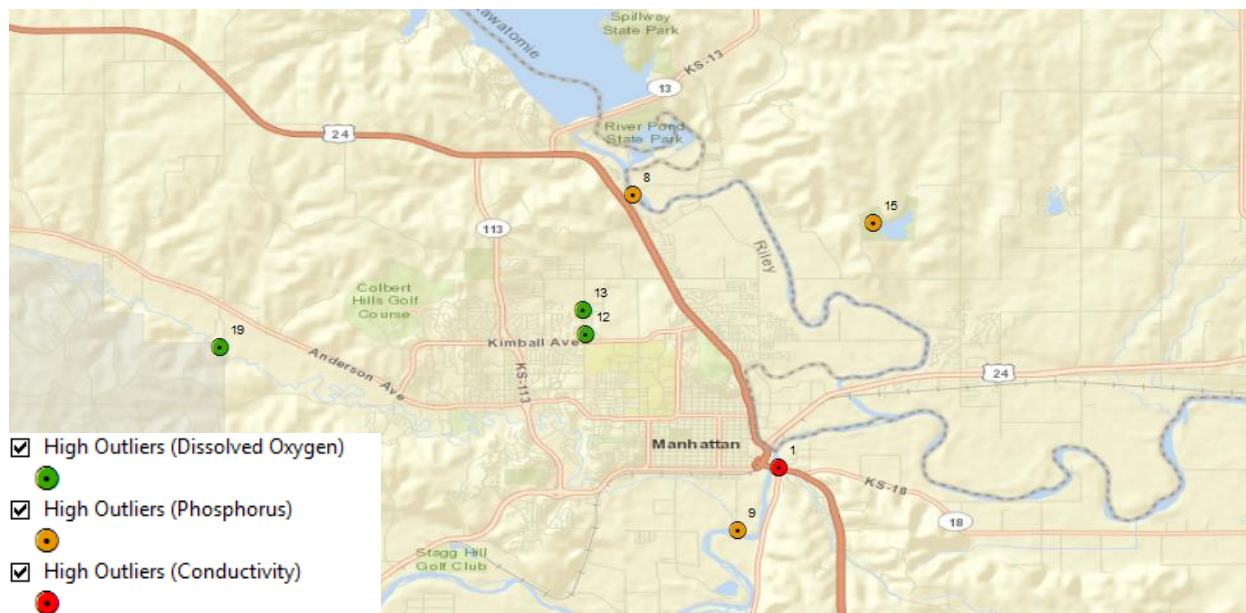 Spillway
State Park
KS-13
13
24
River Pond
State Park
8
15
113
Riley
Colbert
Hills Golf
Course
13
12
19
Kimball Ave
Anderson Ave
KS-113
24
Manhattan
1
KS-18
18
9
Stagg Hill
Golf Club
High Outliers (Dissolved Oxygen)
High Outliers (Phosphorus)
High Outliers (Conductivity)